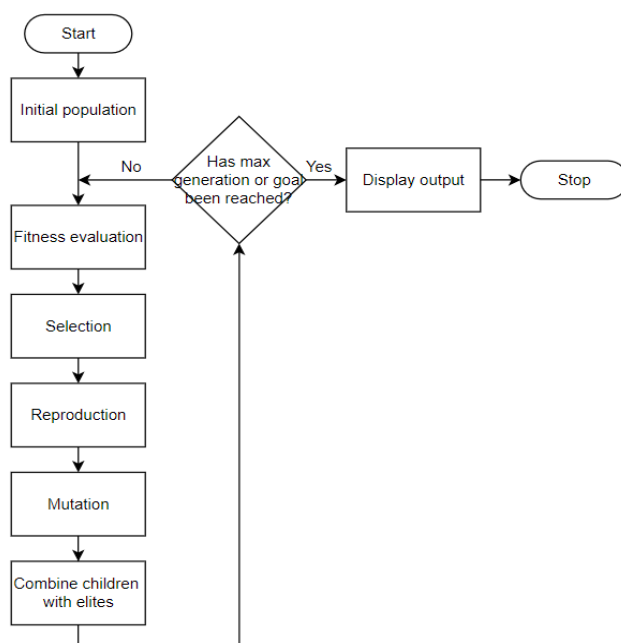 Start
Initial population
No
Has max
generation or goal
been reached?
Yes
Display output
Stop
Fitness evaluation
Selection
Reproduction
Mutation
Combine children
with elites